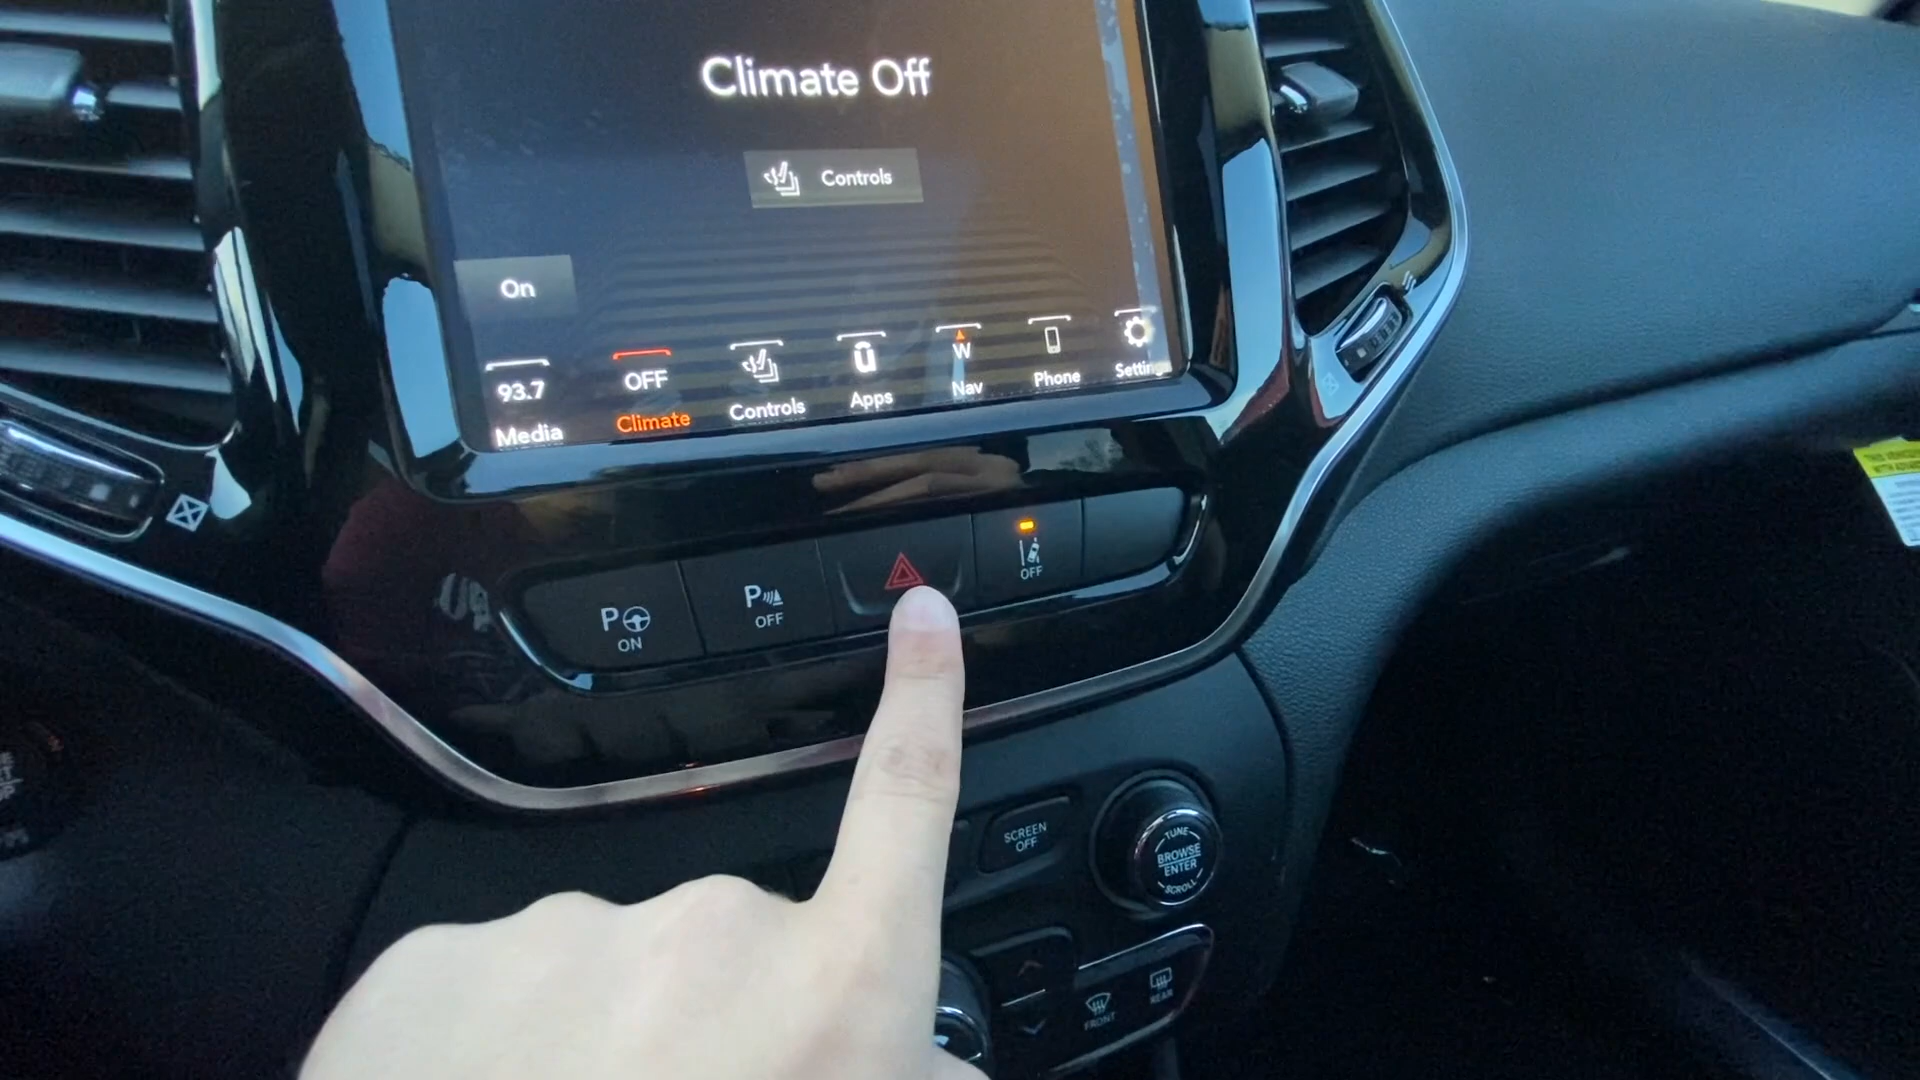 Climate Off
Controls
On
93.7
Media
OFF
Climate
Controls
Apps
W
Nav
Phone
Settings
P
ON
P
OFF
OFF
SCREEN
OFF
TUNE
BROWSE
ENTER
SCROLL
FRONT
REAR